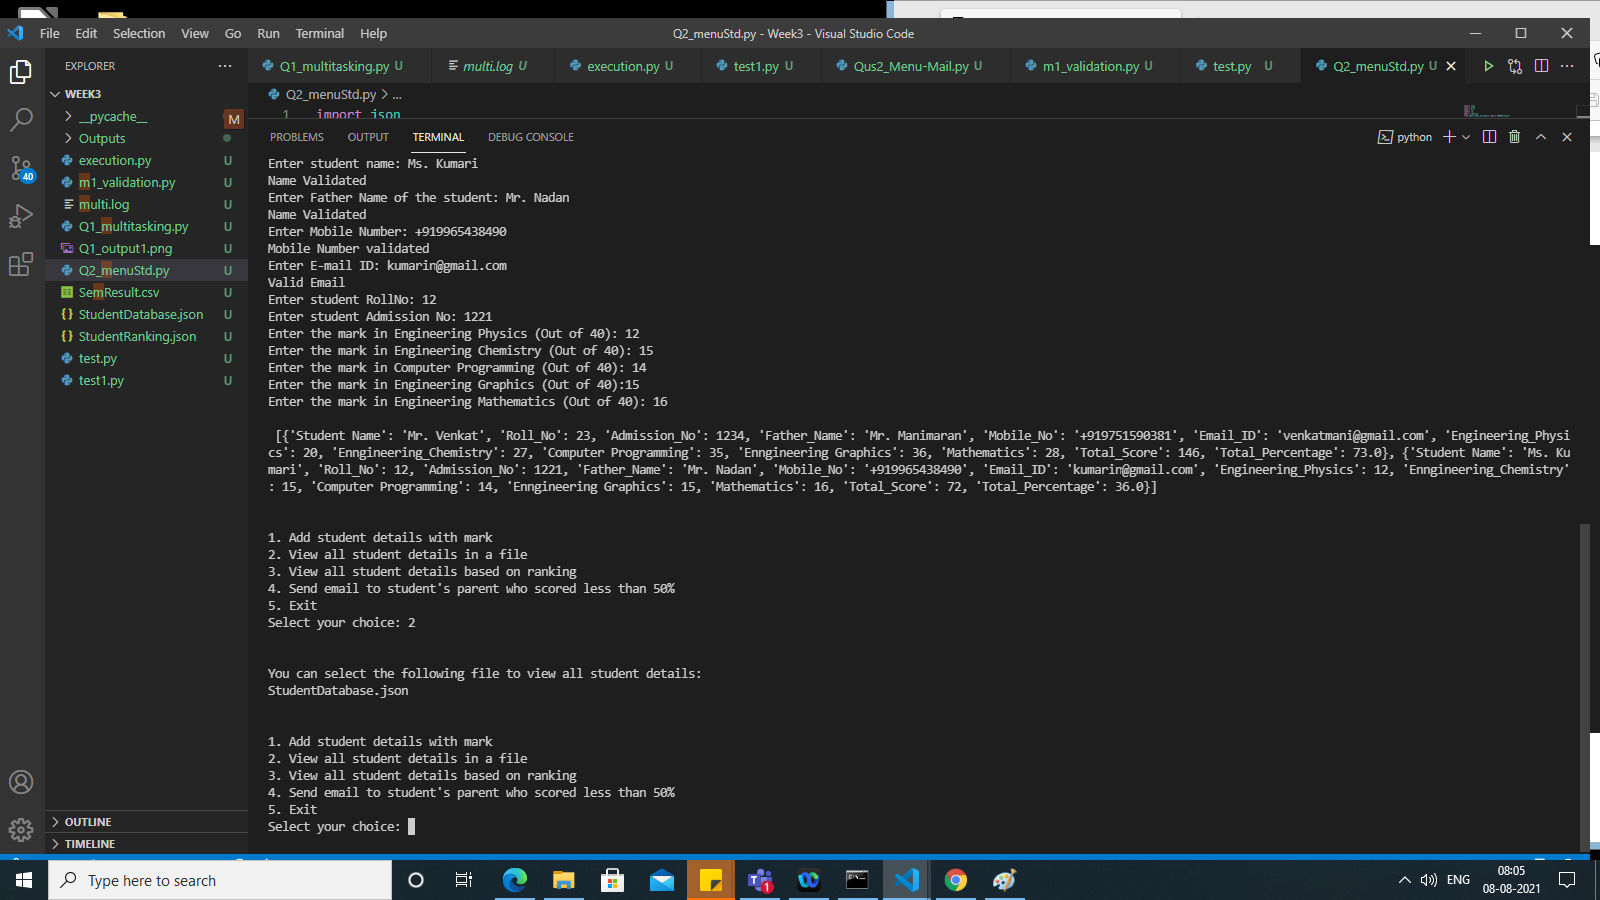 File Edit Selection View Go Run Terminal Help
Q2_menuStd.py - Week3 - Visual Studio Code
EXPLORER
Q1_multitasking.py U
multi.log U
execution.py U
test1.py U
Qus2_Menu-Mail.py U
m1_validation.py U
test.py U
Q2_menuStd.py U
WEEK3
__pycache__
M
Outputs
execution.py U
m1_validation.py U
multi.log U
Q1_multitasking.py U
Q1_output1.png U
Q2_menuStd.py U
SemResult.csv U
StudentDatabase.json U
StudentRanking.json U
test.py U
test1.py U
40
OUTLINE
TIMELINE
Q2_menuStd.py > ...
1 import json
PROBLEMS OUTPUT TERMINAL DEBUG CONSOLE
python
Enter student name: Ms. Kumari
Name Validated
Enter Father Name of the student: Mr. Nadan
Name Validated
Enter Mobile Number: +919965438490
Mobile Number validated
Enter E-mail ID: kumarin@gmail.com
Valid Email
Enter student RollNo: 12
Enter student Admission No: 1221
Enter the mark in Engineering Physics (Out of 40): 12
Enter the mark in Engineering Chemistry (Out of 40): 15
Enter the mark in Computer Programming (Out of 40): 14
Enter the mark in Engineering Graphics (Out of 40):15
Enter the mark in Engineering Mathematics (Out of 40): 16
[{'Student Name': 'Mr. Venkat', 'Roll_No': 23, 'Admission_No': 1234, 'Father_Name': 'Mr. Manimaran', 'Mobile_No': '+919751590381', 'Email_ID': 'venkatmani@gmail.com', 'Engineering_Physi
cs': 20, 'Enngineering_Chemistry': 27, 'Computer Programming': 35, 'Enngineering Graphics': 36, 'Mathematics': 28, 'Total_Score': 146, 'Total_Percentage': 73.0}, {'Student Name': 'Ms. Ku
mari', 'Roll_No': 12, 'Admission_No': 1221, 'Father_Name': 'Mr. Nadan', 'Mobile_No': '+919965438490', 'Email_ID': 'kumarin@gmail.com', 'Engineering_Physics': 12, 'Enngineering_Chemistry'
: 15, 'Computer Programming': 14, 'Enngineering Graphics': 15, 'Mathematics': 16, 'Total_Score': 72, 'Total_Percentage': 36.0}]
1. Add student details with mark
2. View all student details in a file
3. View all student details based on ranking
4. Send email to student's parent who scored less than 50%
5. Exit
Select your choice: 2
You can select the following file to view all student details:
StudentDatabase.json
1. Add student details with mark
2. View all student details in a file
3. View all student details based on ranking
4. Send email to student's parent who scored less than 50%
5. Exit
Select your choice:
Type here to search
1
ENG
08:05
08-08-2021